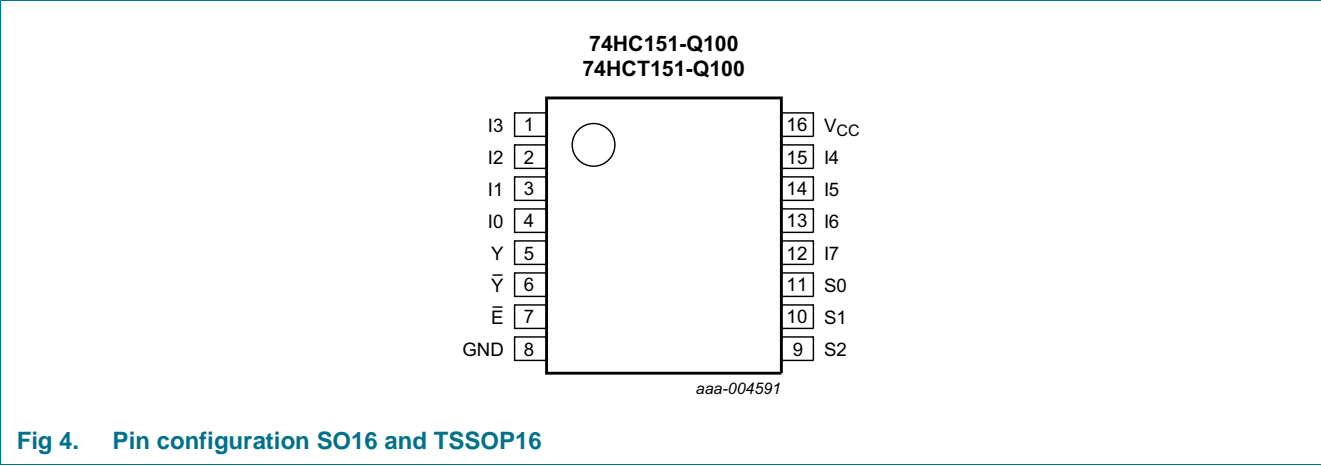 74HC151-Q100
74HCT151-Q100
I3 1 16 VCC
I2 2 15 I4
I1 3 14 I5
I0 4 13 I6
Y 5 12 I7
Y̅ 6 11 S0
E̅ 7 10 S1
GND 8 9 S2
aaa-004591
Fig 4. Pin configuration SO16 and TSSOP16